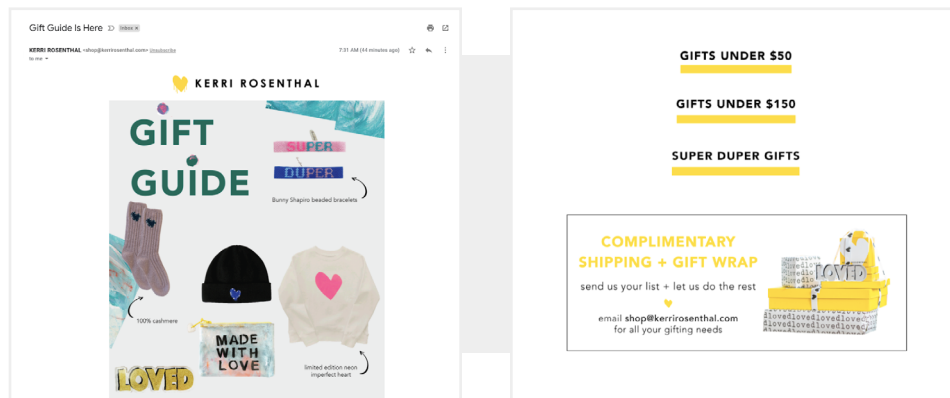 Gift Guide Is Here
Inbox ×
KERRI ROSENTHAL <shop@kerrirosenthal.com> Unsubscribe
7:31 AM (44 minutes ago)
to me
KERRI ROSENTHAL
GIFT
GUIDE
SUPER
DUPER
Bunny Shapiro beaded bracelets
100% cashmere
MADE
WITH
LOVE
limited edition neon
imperfect heart
LOVED
GIFTS UNDER $50
GIFTS UNDER $150
SUPER DUPER GIFTS
COMPLIMENTARY
SHIPPING + GIFT WRAP
send us your list + let us do the rest
email shop@kerrirosenthal.com
for all your gifting needs
LOVED